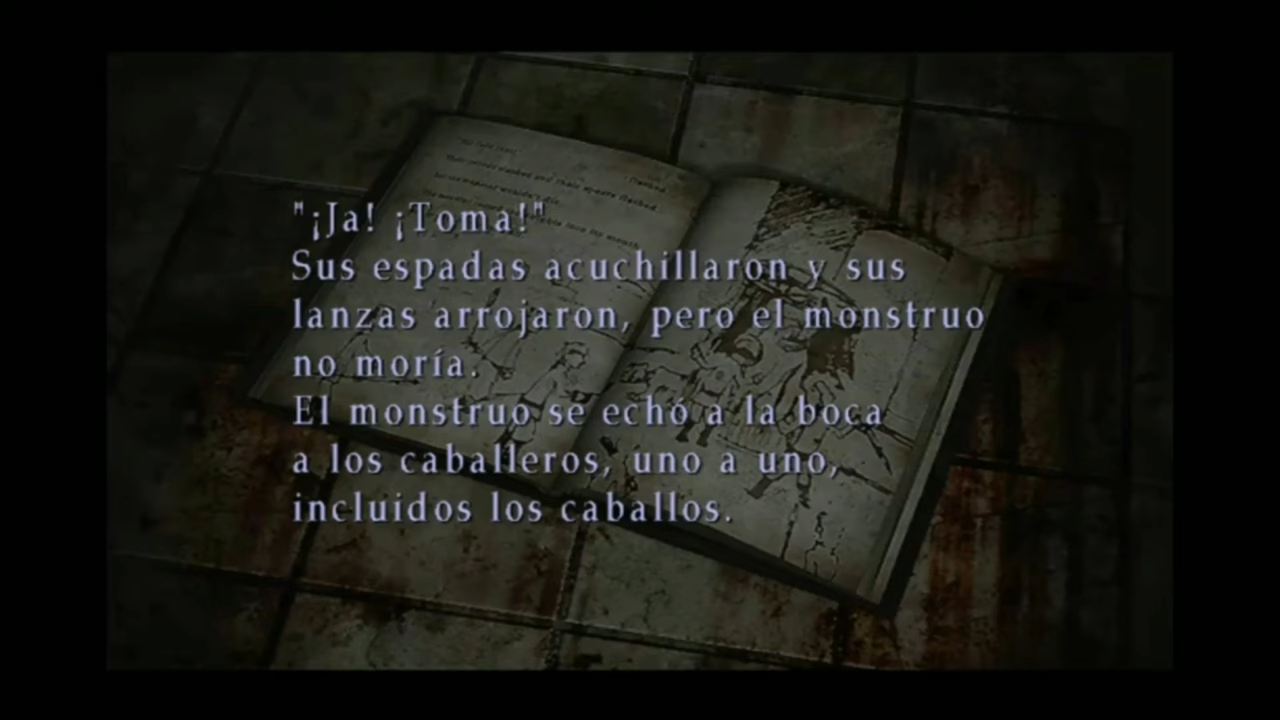 "¡Ja! ¡Toma!"
Sus espadas acuchillaron y sus
lanzas arrojaron, pero el monstruo
no moría.
El monstruo se echó a la boca
a los caballeros, uno a uno,
incluidos los caballos.